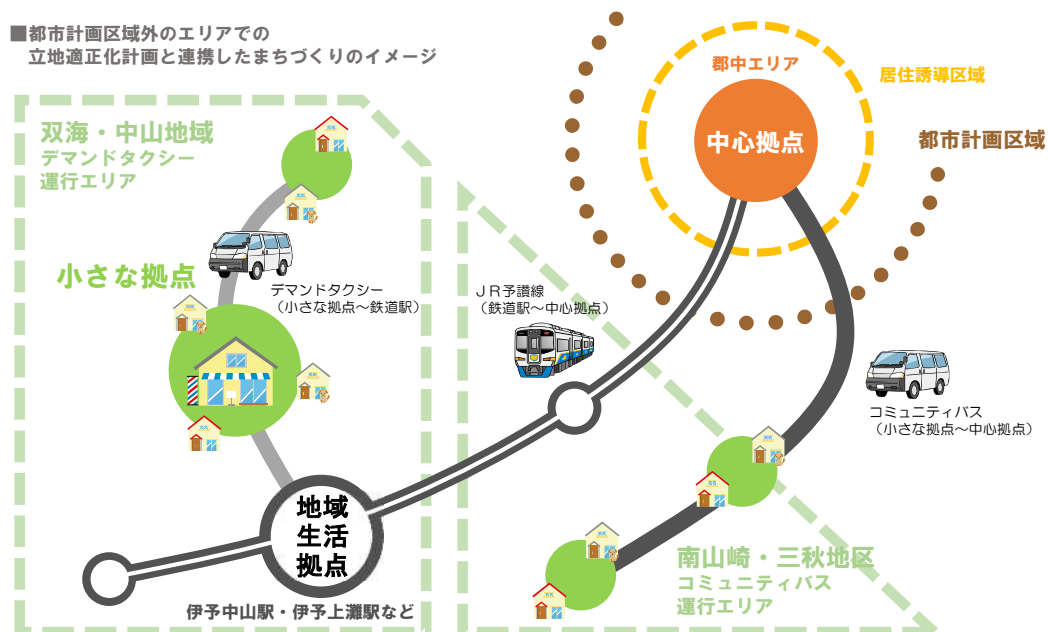 ■都市計画区域外のエリアでの
立地適正化計画と連携したまちづくりのイメージ
郡中エリア
居住誘導区域
中心拠点
都市計画区域
双海・中山地域
デマンドタクシー
運行エリア
小さな拠点
デマンドタクシー
（小さな拠点～鉄道駅）
ＪＲ予讃線
（鉄道駅～中心拠点）
コミュニティバス
（小さな拠点～中心拠点）
地域
生活
拠点
伊予中山駅・伊予上灘駅など
南山崎・三秋地区
コミュニティバス
運行エリア